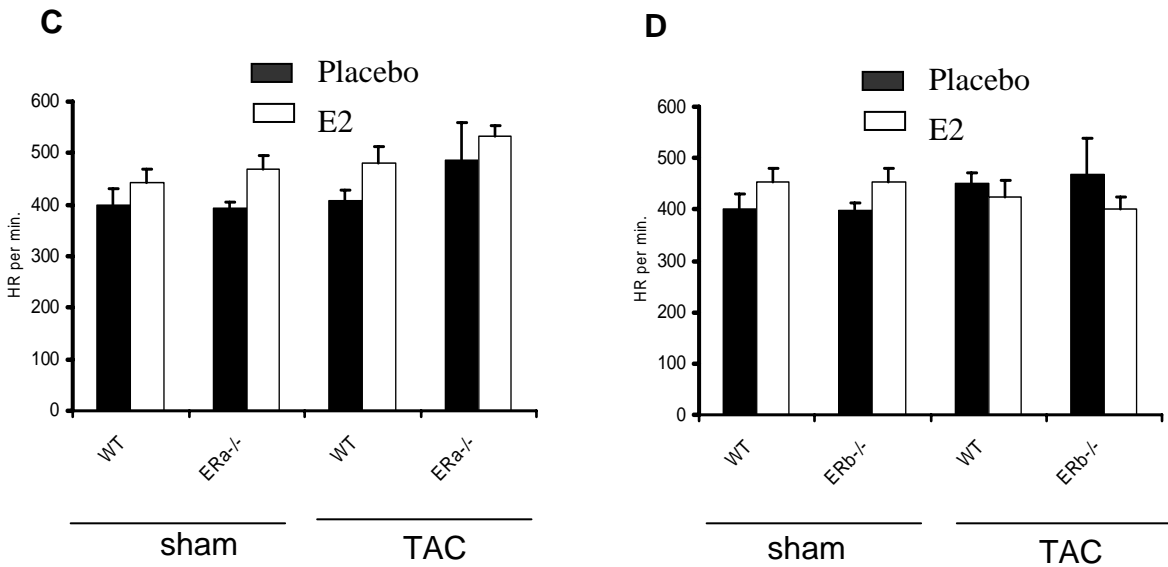 C
Placebo
E2
HR per min.
600
500
400
300
200
100
0
WT
ERa-/-
WT
ERa-/-
sham
TAC
D
Placebo
E2
HR per min.
600
500
400
300
200
100
0
WT
ERb-/-
WT
ERb-/-
sham
TAC